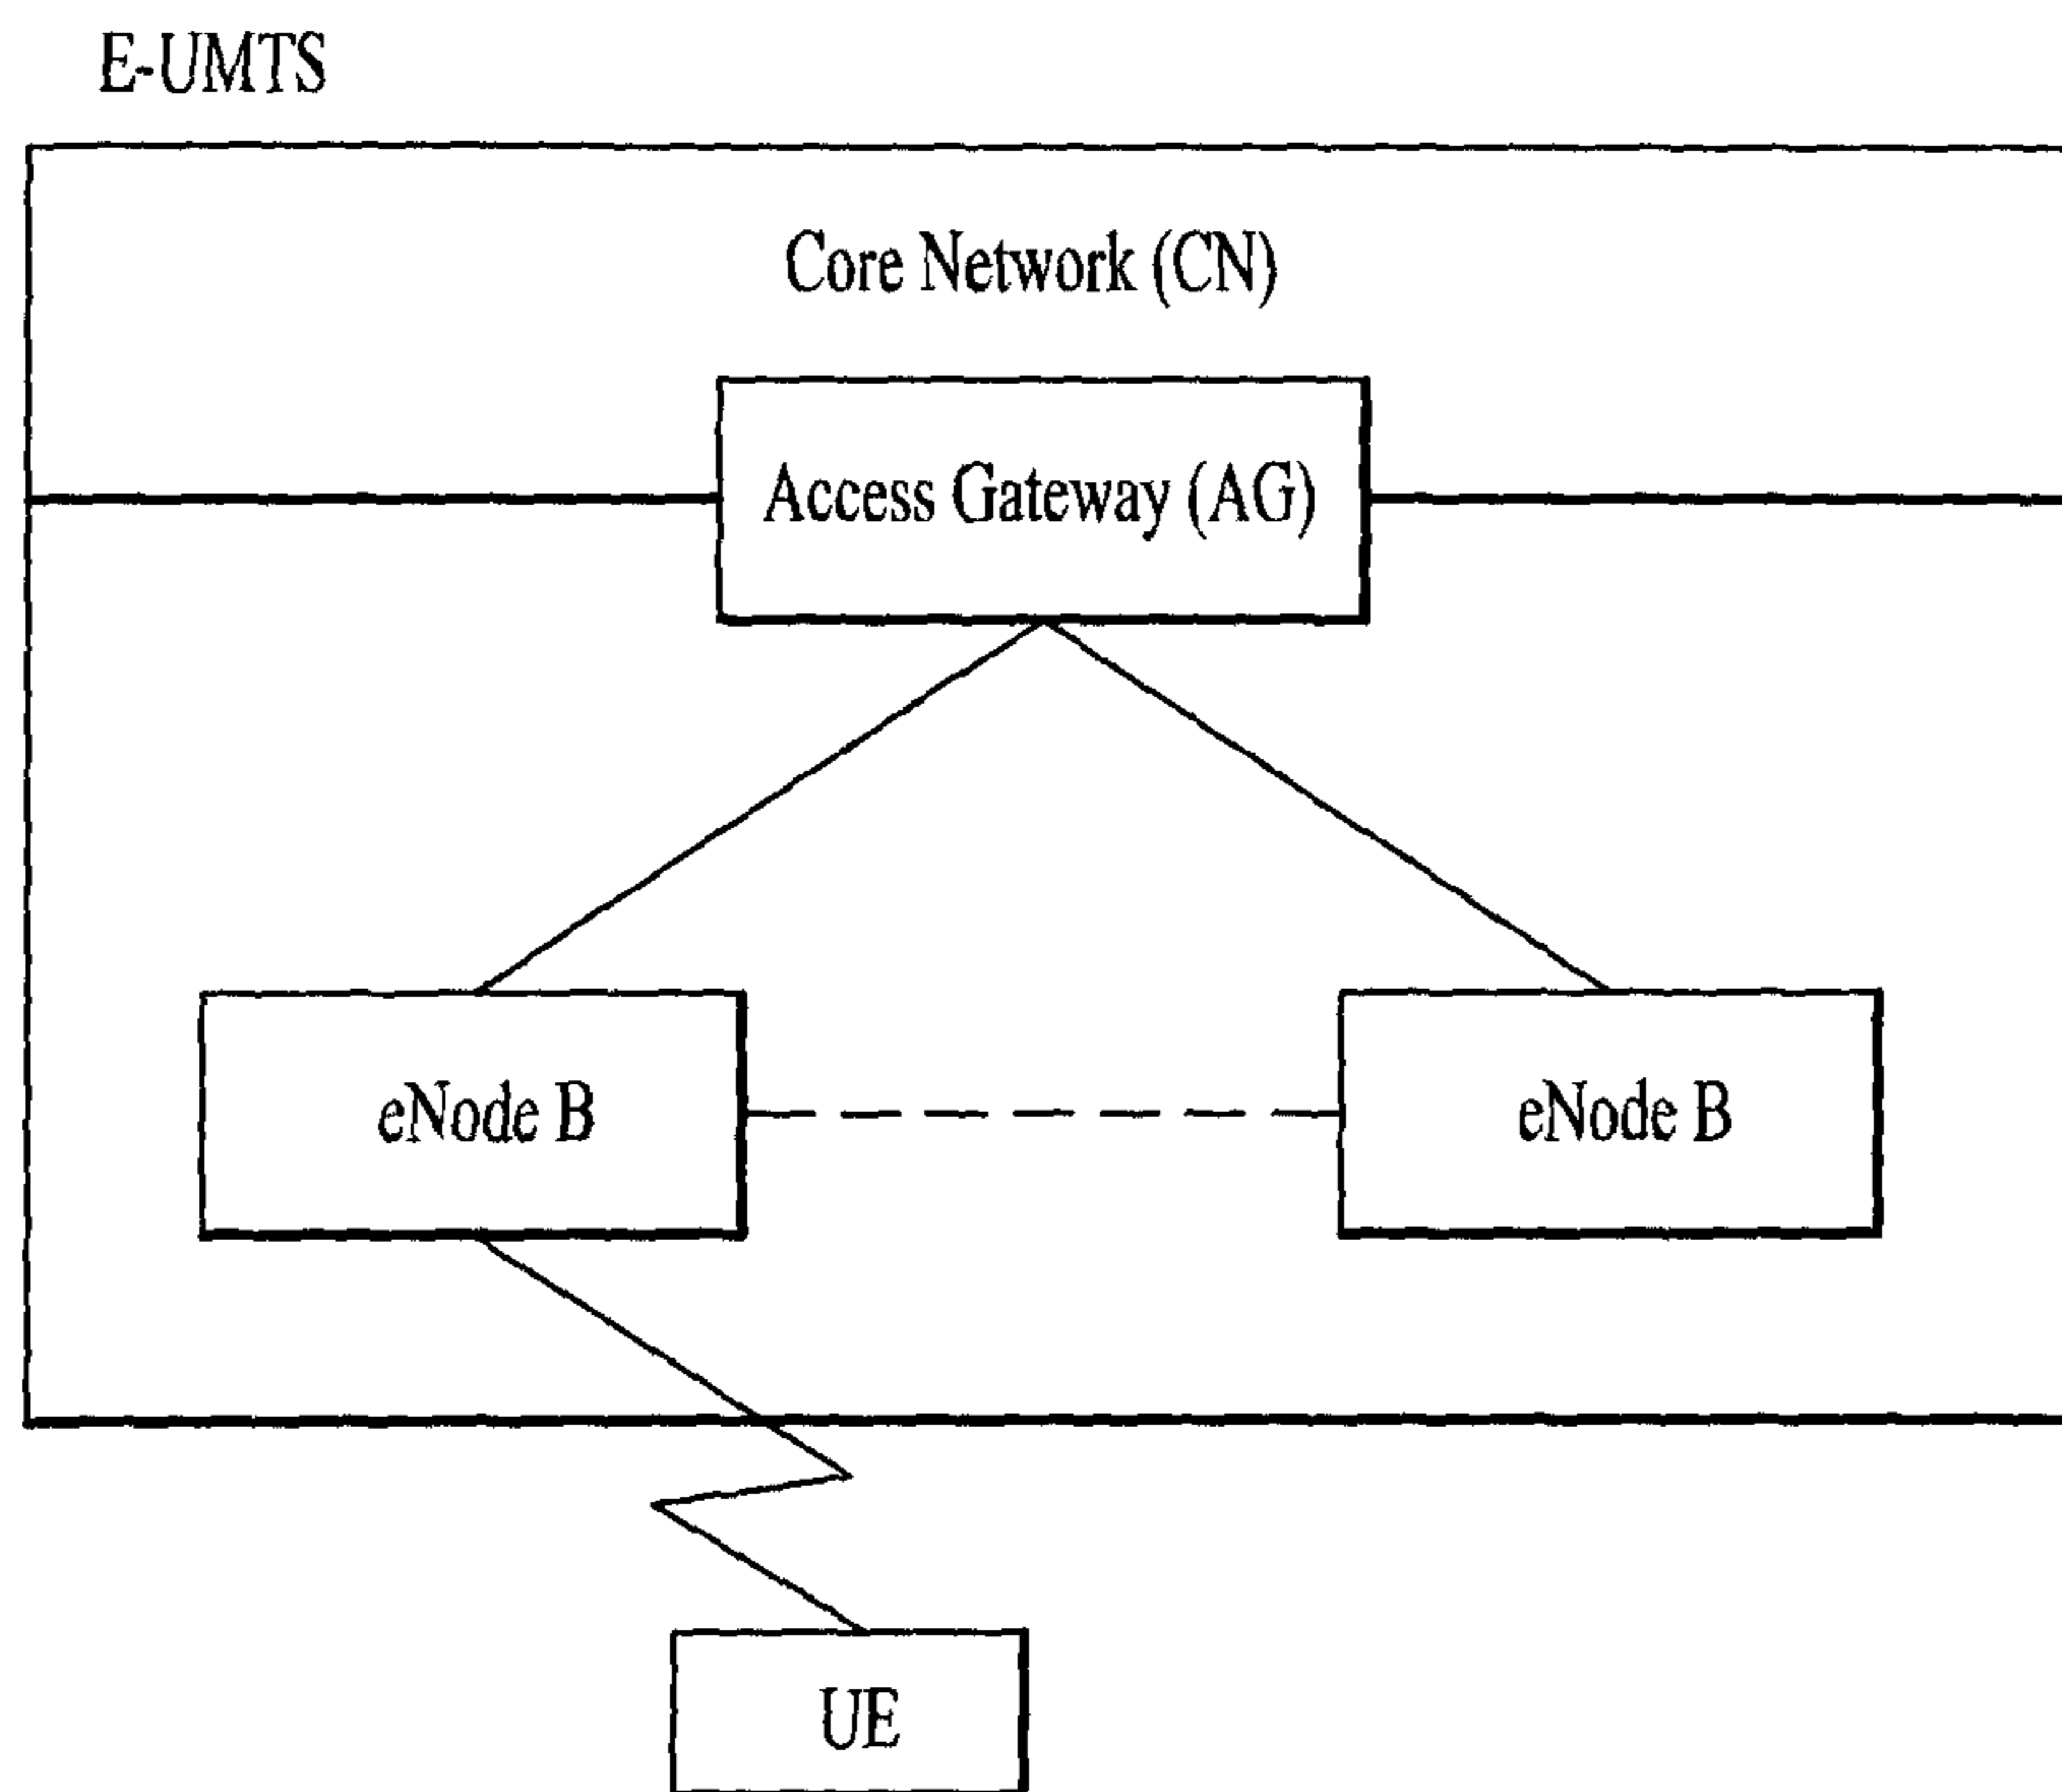 E-UMTS
Core Network (CN)
Access Gateway (AG)
eNode B
eNode B
UE